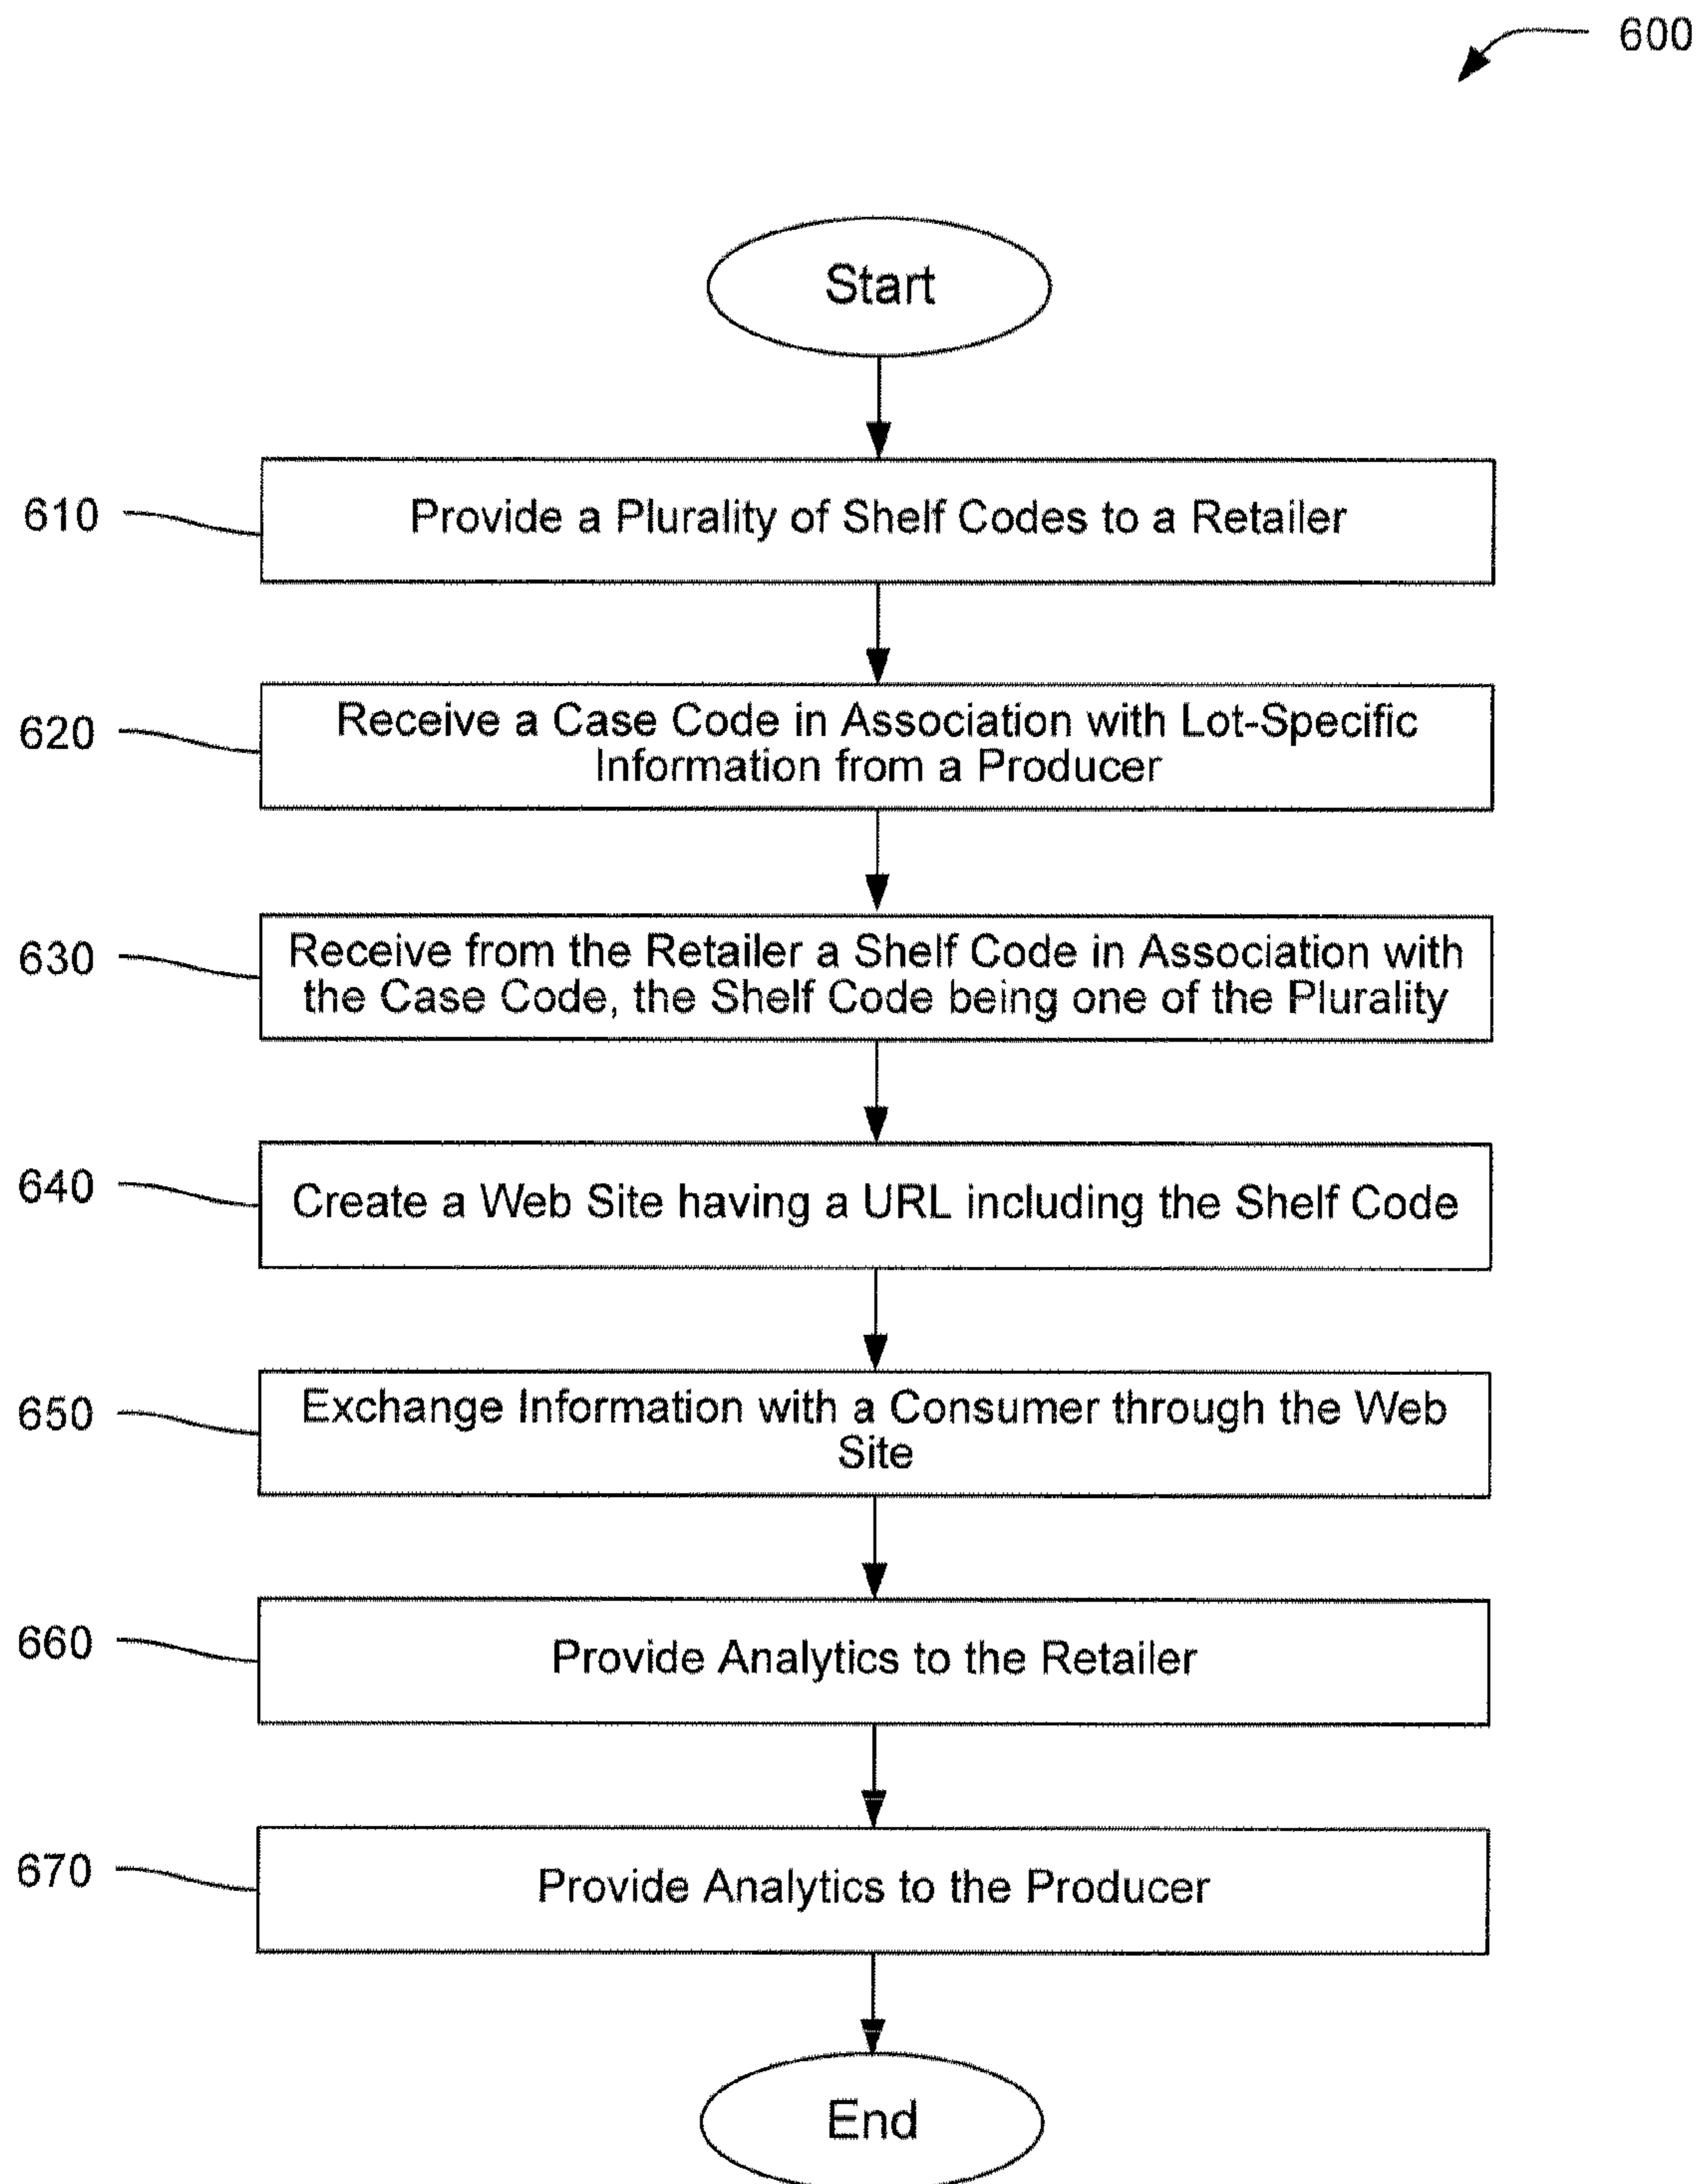 600
Start
610
Provide a Plurality of Shelf Codes to a Retailer
620
Receive a Case Code in Association with Lot-Specific
Information from a Producer
630
Receive from the Retailer a Shelf Code in Association with
the Case Code, the Shelf Code being one of the Plurality
640
Create a Web Site having a URL including the Shelf Code
650
Exchange Information with a Consumer through the Web
Site
660
Provide Analytics to the Retailer
670
Provide Analytics to the Producer
End